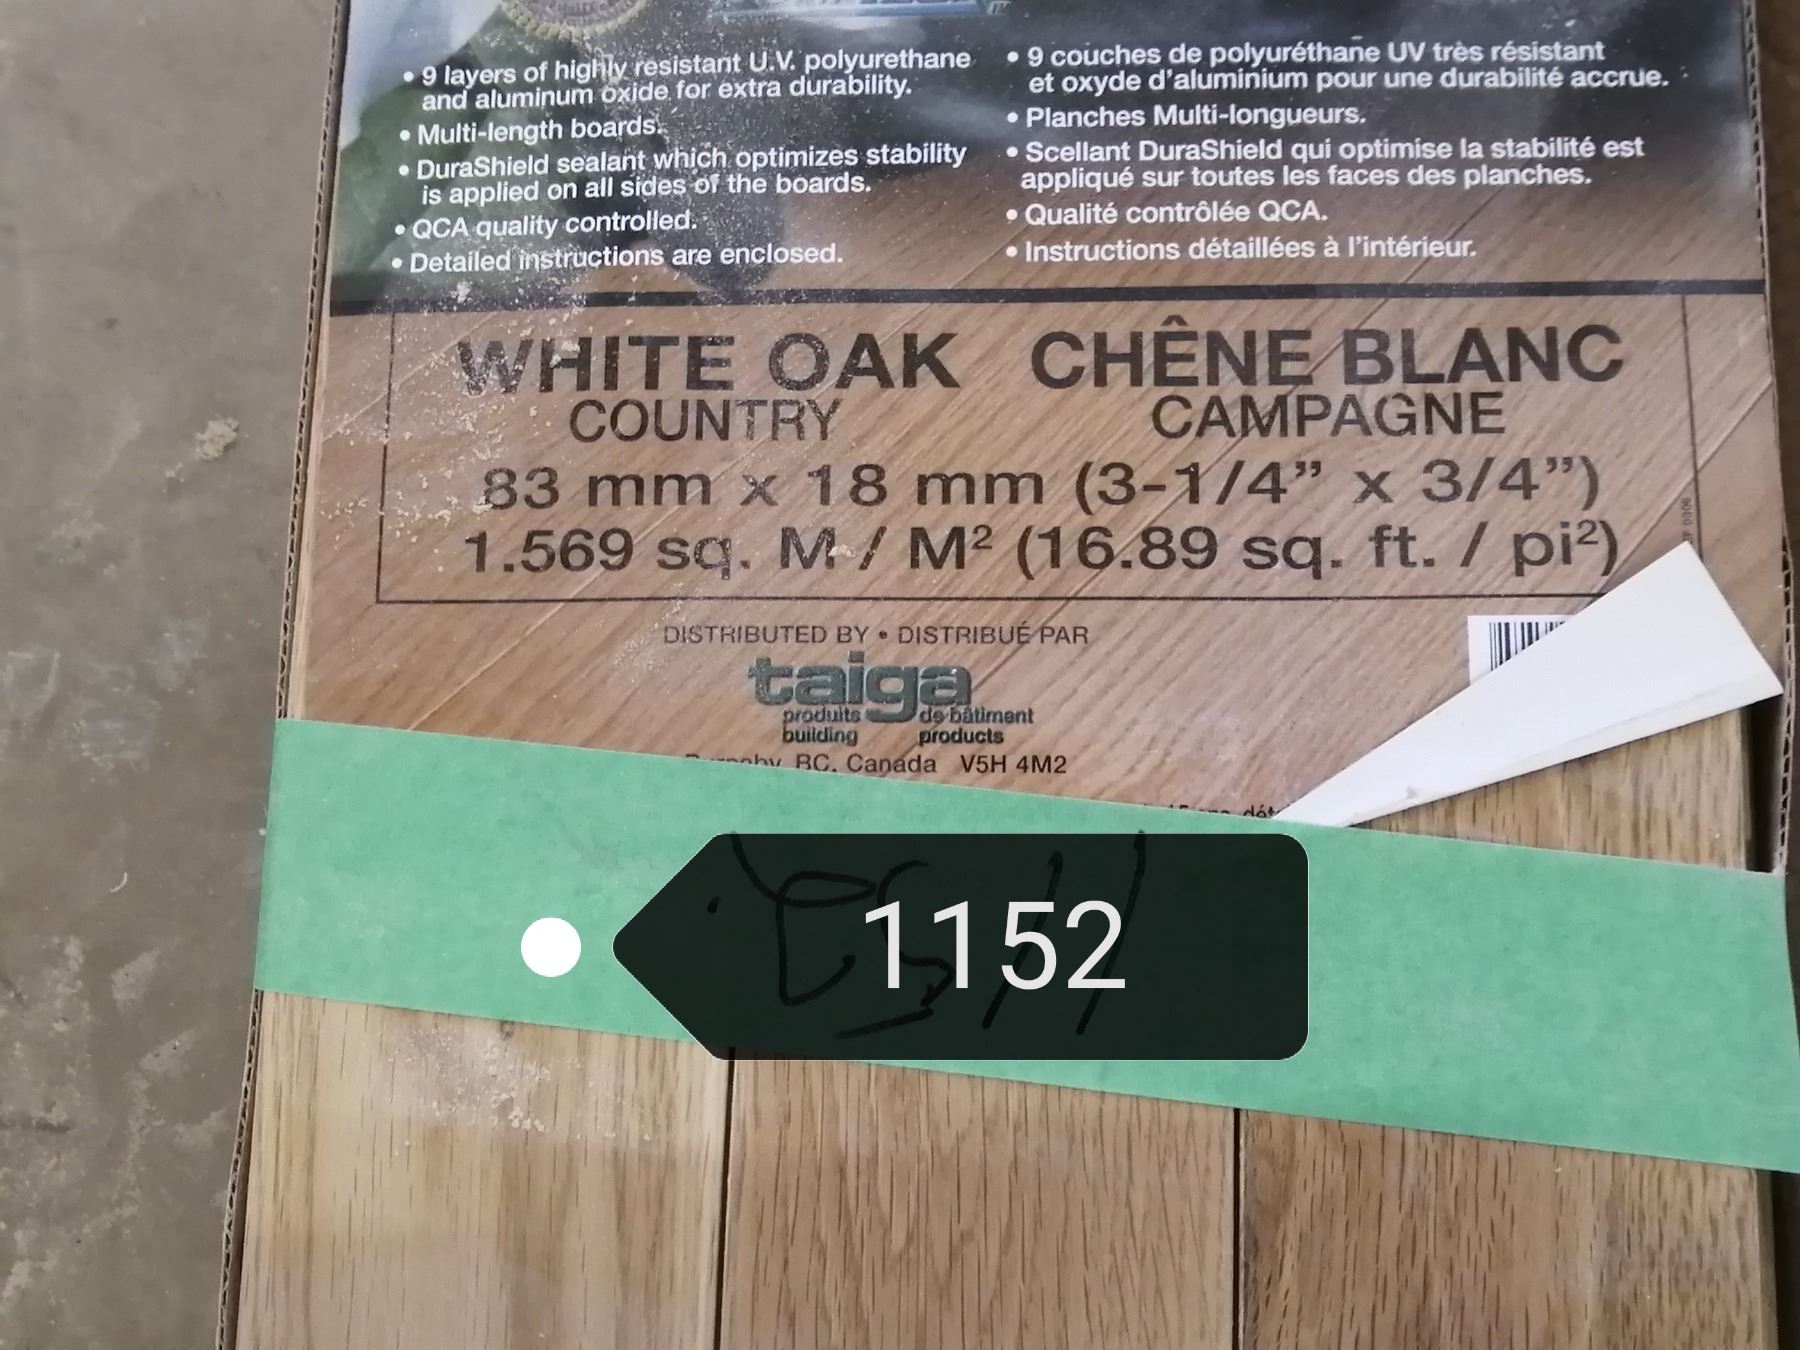 • 9 layers of highly resistant U.V. polyurethane
and aluminum oxide for extra durability.
• Multi-length boards.
• DuraShield sealant which optimizes stability
is applied on all sides of the boards.
• QCA quality controlled.
• Detailed instructions are enclosed.
• 9 couches de polyuréthane UV très résistant
et oxyde d'aluminium pour une durabilité accrue.
• Planches Multi-longueurs.
• Scellant DuraShield qui optimise la stabilité est
appliqué sur toutes les faces des planches.
• Qualité contrôlée QCA.
• Instructions détaillées à l'intérieur.
WHITE OAK CHÊNE BLANC
COUNTRY CAMPAGNE
83 mm x 18 mm (3-1/4” x 3/4”)
1.569 sq. M / M² (16.89 sq. ft. / pi²)
DISTRIBUTED BY • DISTRIBUÉ PAR
taiga
produits de bâtiment
building products
BC, Canada V5H 4M2
1152